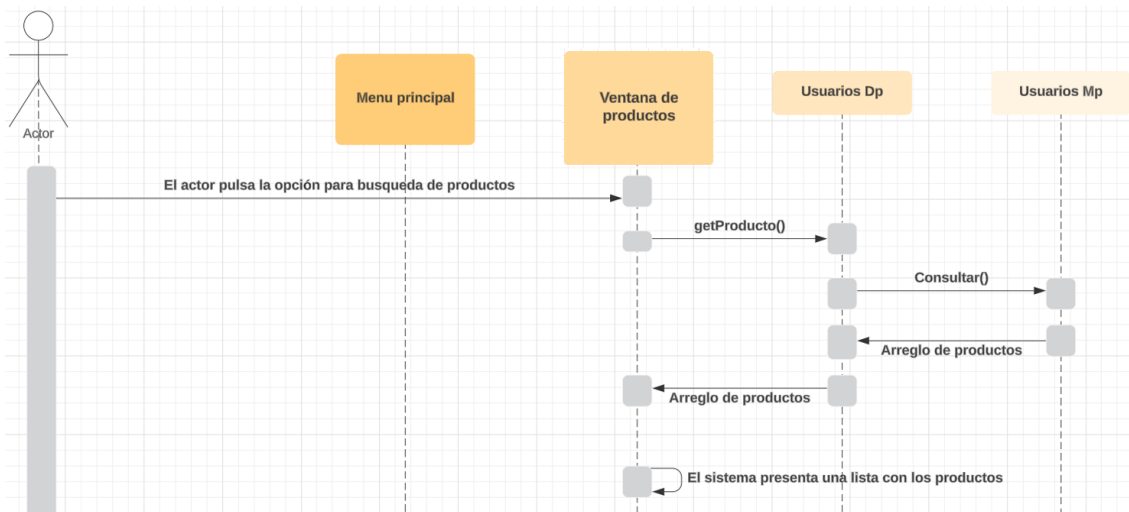 Actor
Menu principal
Ventana de
productos
Usuarios Dp
Usuarios Mp
El actor pulsa la opción para busqueda de productos
getProducto()
Consultar()
Arreglo de productos
Arreglo de productos
El sistema presenta una lista con los productos